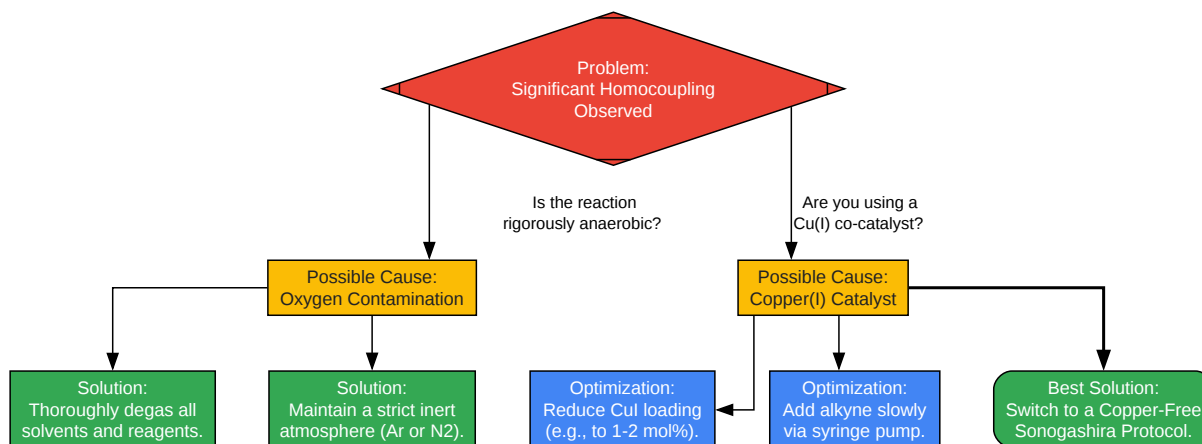 Problem:
Significant Homocoupling
Observed
Is the reaction
rigorously anaerobic?
Are you using a
Cu(I) co-catalyst?
Possible Cause:
Oxygen Contamination
Possible Cause:
Copper(I) Catalyst
Solution:
Thoroughly degas all
solvents and reagents.
Solution:
Maintain a strict inert
atmosphere (Ar or N2).
Optimization:
Reduce CuI loading
(e.g., to 1-2 mol%).
Optimization:
Add alkyne slowly
via syringe pump.
Best Solution:
Switch to a Copper-Free
Sonogashira Protocol.